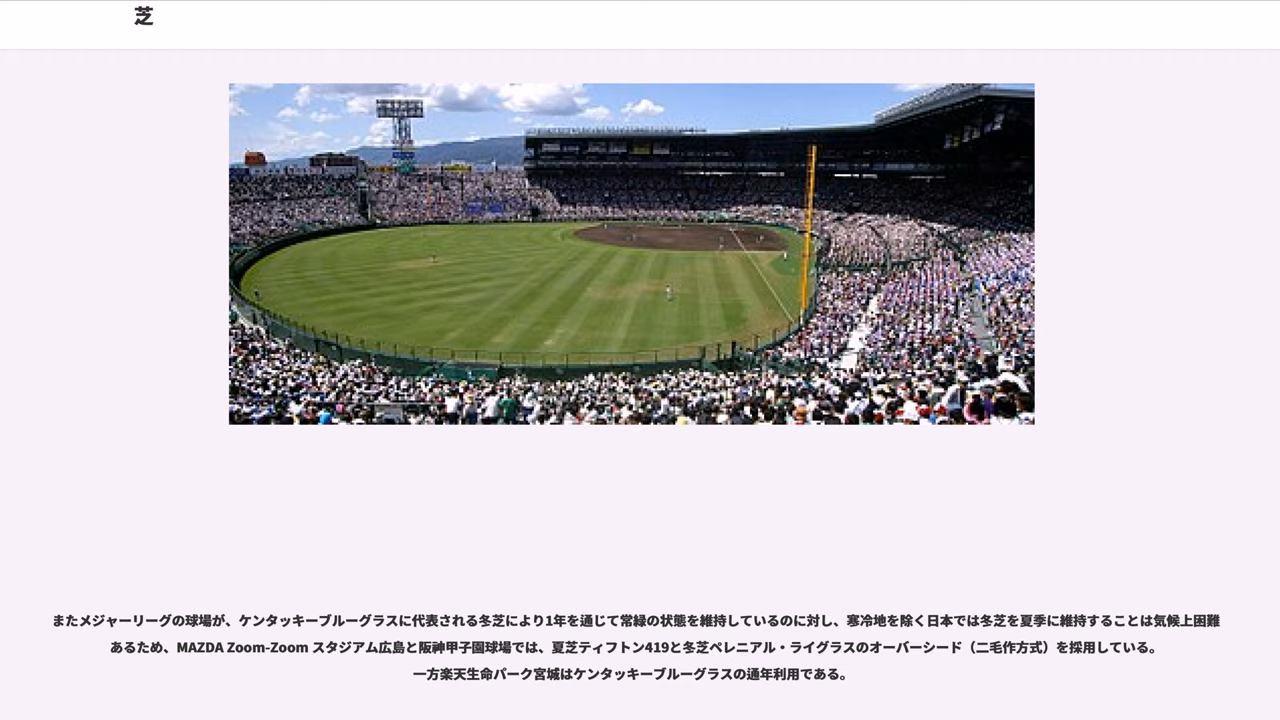 芝
またメジャーリーグの球場が、ケンタッキーブルーグラスに代表される冬芝により1年を通じて常緑の状態を維持しているのに対し、寒冷地を除く日本では冬芝を夏季に維持することは気候上困難
あるため、MAZDA Zoom-Zoom スタジアム広島と阪神甲子園球場では、夏芝ティフトン419と冬芝ペレニアル・ライグラスのオーバーシード（二毛作方式）を採用している。
一方楽天生命パーク宮城はケンタッキーブルーグラスの通年利用である。